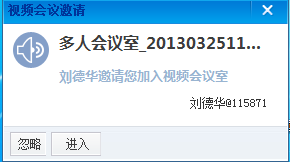 视频会议邀请
多人会议室_2013032511...
刘德华邀请您加入视频会议室
刘德华@115871
忽略
进入